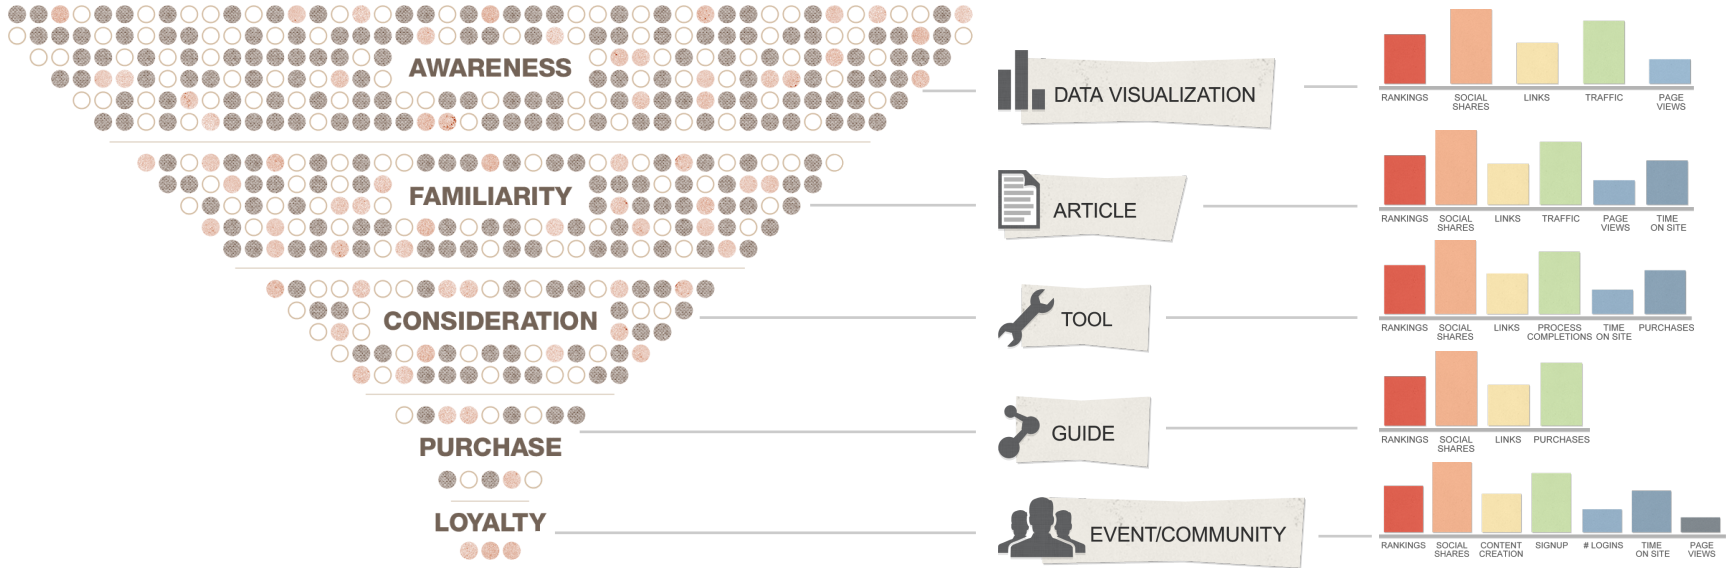 AWARENESS
DATA VISUALIZATION
RANKINGS
SOCIAL
SHARES
LINKS
TRAFFIC
PAGE
VIEWS
FAMILIARITY
ARTICLE
RANKINGS
SOCIAL
SHARES
LINKS
TRAFFIC
PAGE
VIEWS
TIME
ON SITE
CONSIDERATION
TOOL
RANKINGS
SOCIAL
SHARES
LINKS
PROCESS
COMPLETIONS
TIME
ON SITE
PURCHASES
PURCHASE
GUIDE
RANKINGS
SOCIAL
SHARES
LINKS
PURCHASES
LOYALTY
EVENT/COMMUNITY
RANKINGS
SOCIAL
SHARES
CONTENT
CREATION
SIGNUP
# LOGINS
TIME
ON SITE
PAGE
VIEWS